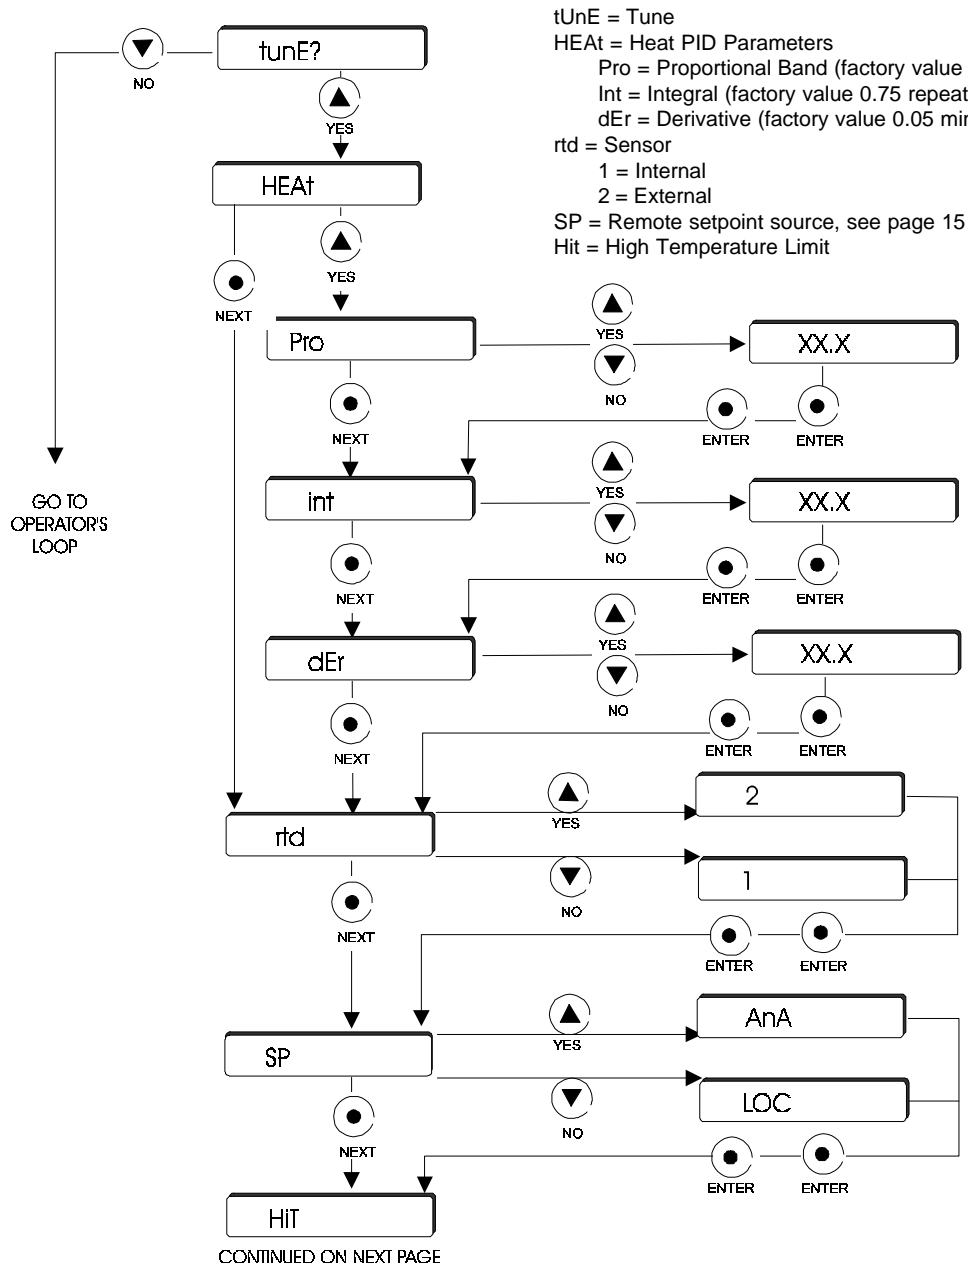 tUnE = Tune
HEAt = Heat PID Parameters
Pro = Proportional Band (factory value
Int = Integral (factory value 0.75 repeat
dEr = Derivative (factory value 0.05 min
rtd = Sensor
1 = Internal
2 = External
SP = Remote setpoint source, see page 15
Hit = High Temperature Limit
tunE?
NO
YES
HEAt
YES
NEXT
Pro
YES
NO
XX.X
NEXT
ENTER
ENTER
GO TO
OPERATOR'S
LOOP
int
YES
NO
XX.X
NEXT
ENTER
ENTER
dEr
YES
NO
XX.X
NEXT
ENTER
ENTER
rtd
YES
2
NO
1
NEXT
ENTER
ENTER
SP
YES
AnA
NO
LOC
NEXT
ENTER
ENTER
HiT
CONTINUED ON NEXT PAGE